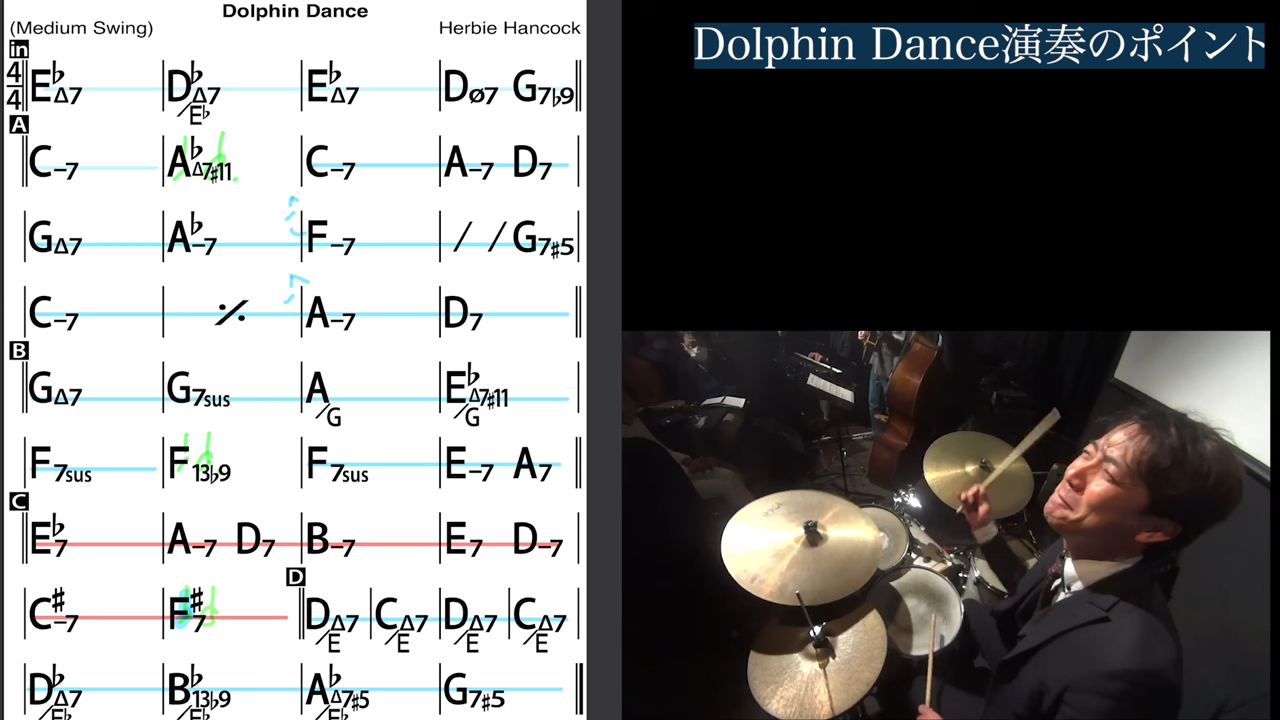 Dolphin Dance
(Medium Swing) Herbie Hancock
in
4/4 E♭Δ7 | D♭Δ7/E♭ | E♭Δ7 | Dø7 G7♭9
A
C-7 | A♭Δ7♯11 | C-7 | A-7 D7
GΔ7 | A♭-7 | F-7 | / / G7♯5
C-7 | ٪ | A-7 | D7
B
GΔ7 | G7sus | A/G | E♭Δ7♯11/G
F7sus | F13♭9 | F7sus | E-7 A7
C
E♭7 | A-7 D7 | B-7 | E7 D-7
D
C♯-7 | F♯7 | DΔ7/E | CΔ7/E | DΔ7/E | CΔ7/E
D♭Δ7/E♭ | B♭13♭9/E♭ | A♭Δ7♯5/E♭ | G7♯5
Dolphin Dance演奏のポイント